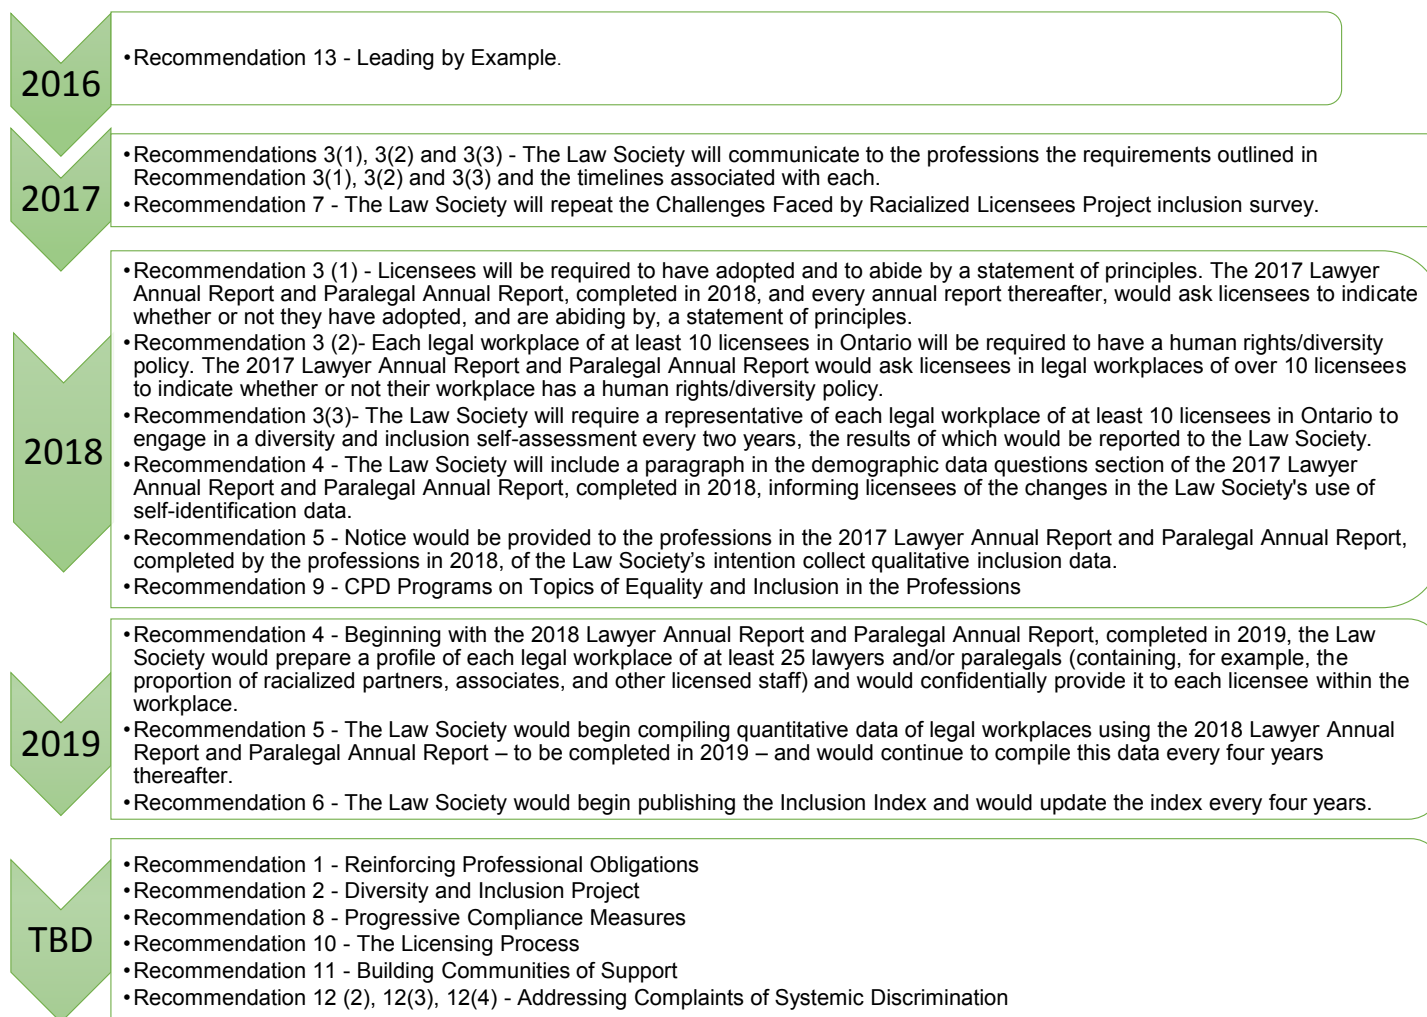 2016
•Recommendation 13 - Leading by Example.
2017
•Recommendations 3(1), 3(2) and 3(3) - The Law Society will communicate to the professions the requirements outlined in
Recommendation 3(1), 3(2) and 3(3) and the timelines associated with each.
•Recommendation 7 - The Law Society will repeat the Challenges Faced by Racialized Licensees Project inclusion survey.
2018
•Recommendation 3 (1) - Licensees will be required to have adopted and to abide by a statement of principles. The 2017 Lawyer
Annual Report and Paralegal Annual Report, completed in 2018, and every annual report thereafter, would ask licensees to indicate
whether or not they have adopted, and are abiding by, a statement of principles.
•Recommendation 3 (2)- Each legal workplace of at least 10 licensees in Ontario will be required to have a human rights/diversity
policy. The 2017 Lawyer Annual Report and Paralegal Annual Report would ask licensees in legal workplaces of over 10 licensees
to indicate whether or not their workplace has a human rights/diversity policy.
•Recommendation 3(3)- The Law Society will require a representative of each legal workplace of at least 10 licensees in Ontario to
engage in a diversity and inclusion self-assessment every two years, the results of which would be reported to the Law Society.
•Recommendation 4 - The Law Society will include a paragraph in the demographic data questions section of the 2017 Lawyer
Annual Report and Paralegal Annual Report, completed in 2018, informing licensees of the changes in the Law Society's use of
self-identification data.
•Recommendation 5 - Notice would be provided to the professions in the 2017 Lawyer Annual Report and Paralegal Annual Report,
completed by the professions in 2018, of the Law Society’s intention collect qualitative inclusion data.
•Recommendation 9 - CPD Programs on Topics of Equality and Inclusion in the Professions
2019
•Recommendation 4 - Beginning with the 2018 Lawyer Annual Report and Paralegal Annual Report, completed in 2019, the Law
Society would prepare a profile of each legal workplace of at least 25 lawyers and/or paralegals (containing, for example, the
proportion of racialized partners, associates, and other licensed staff) and would confidentially provide it to each licensee within the
workplace.
•Recommendation 5 - The Law Society would begin compiling quantitative data of legal workplaces using the 2018 Lawyer Annual
Report and Paralegal Annual Report – to be completed in 2019 – and would continue to compile this data every four years
thereafter.
•Recommendation 6 - The Law Society would begin publishing the Inclusion Index and would update the index every four years.
TBD
•Recommendation 1 - Reinforcing Professional Obligations
•Recommendation 2 - Diversity and Inclusion Project
•Recommendation 8 - Progressive Compliance Measures
•Recommendation 10 - The Licensing Process
•Recommendation 11 - Building Communities of Support
•Recommendation 12 (2), 12(3), 12(4) - Addressing Complaints of Systemic Discrimination